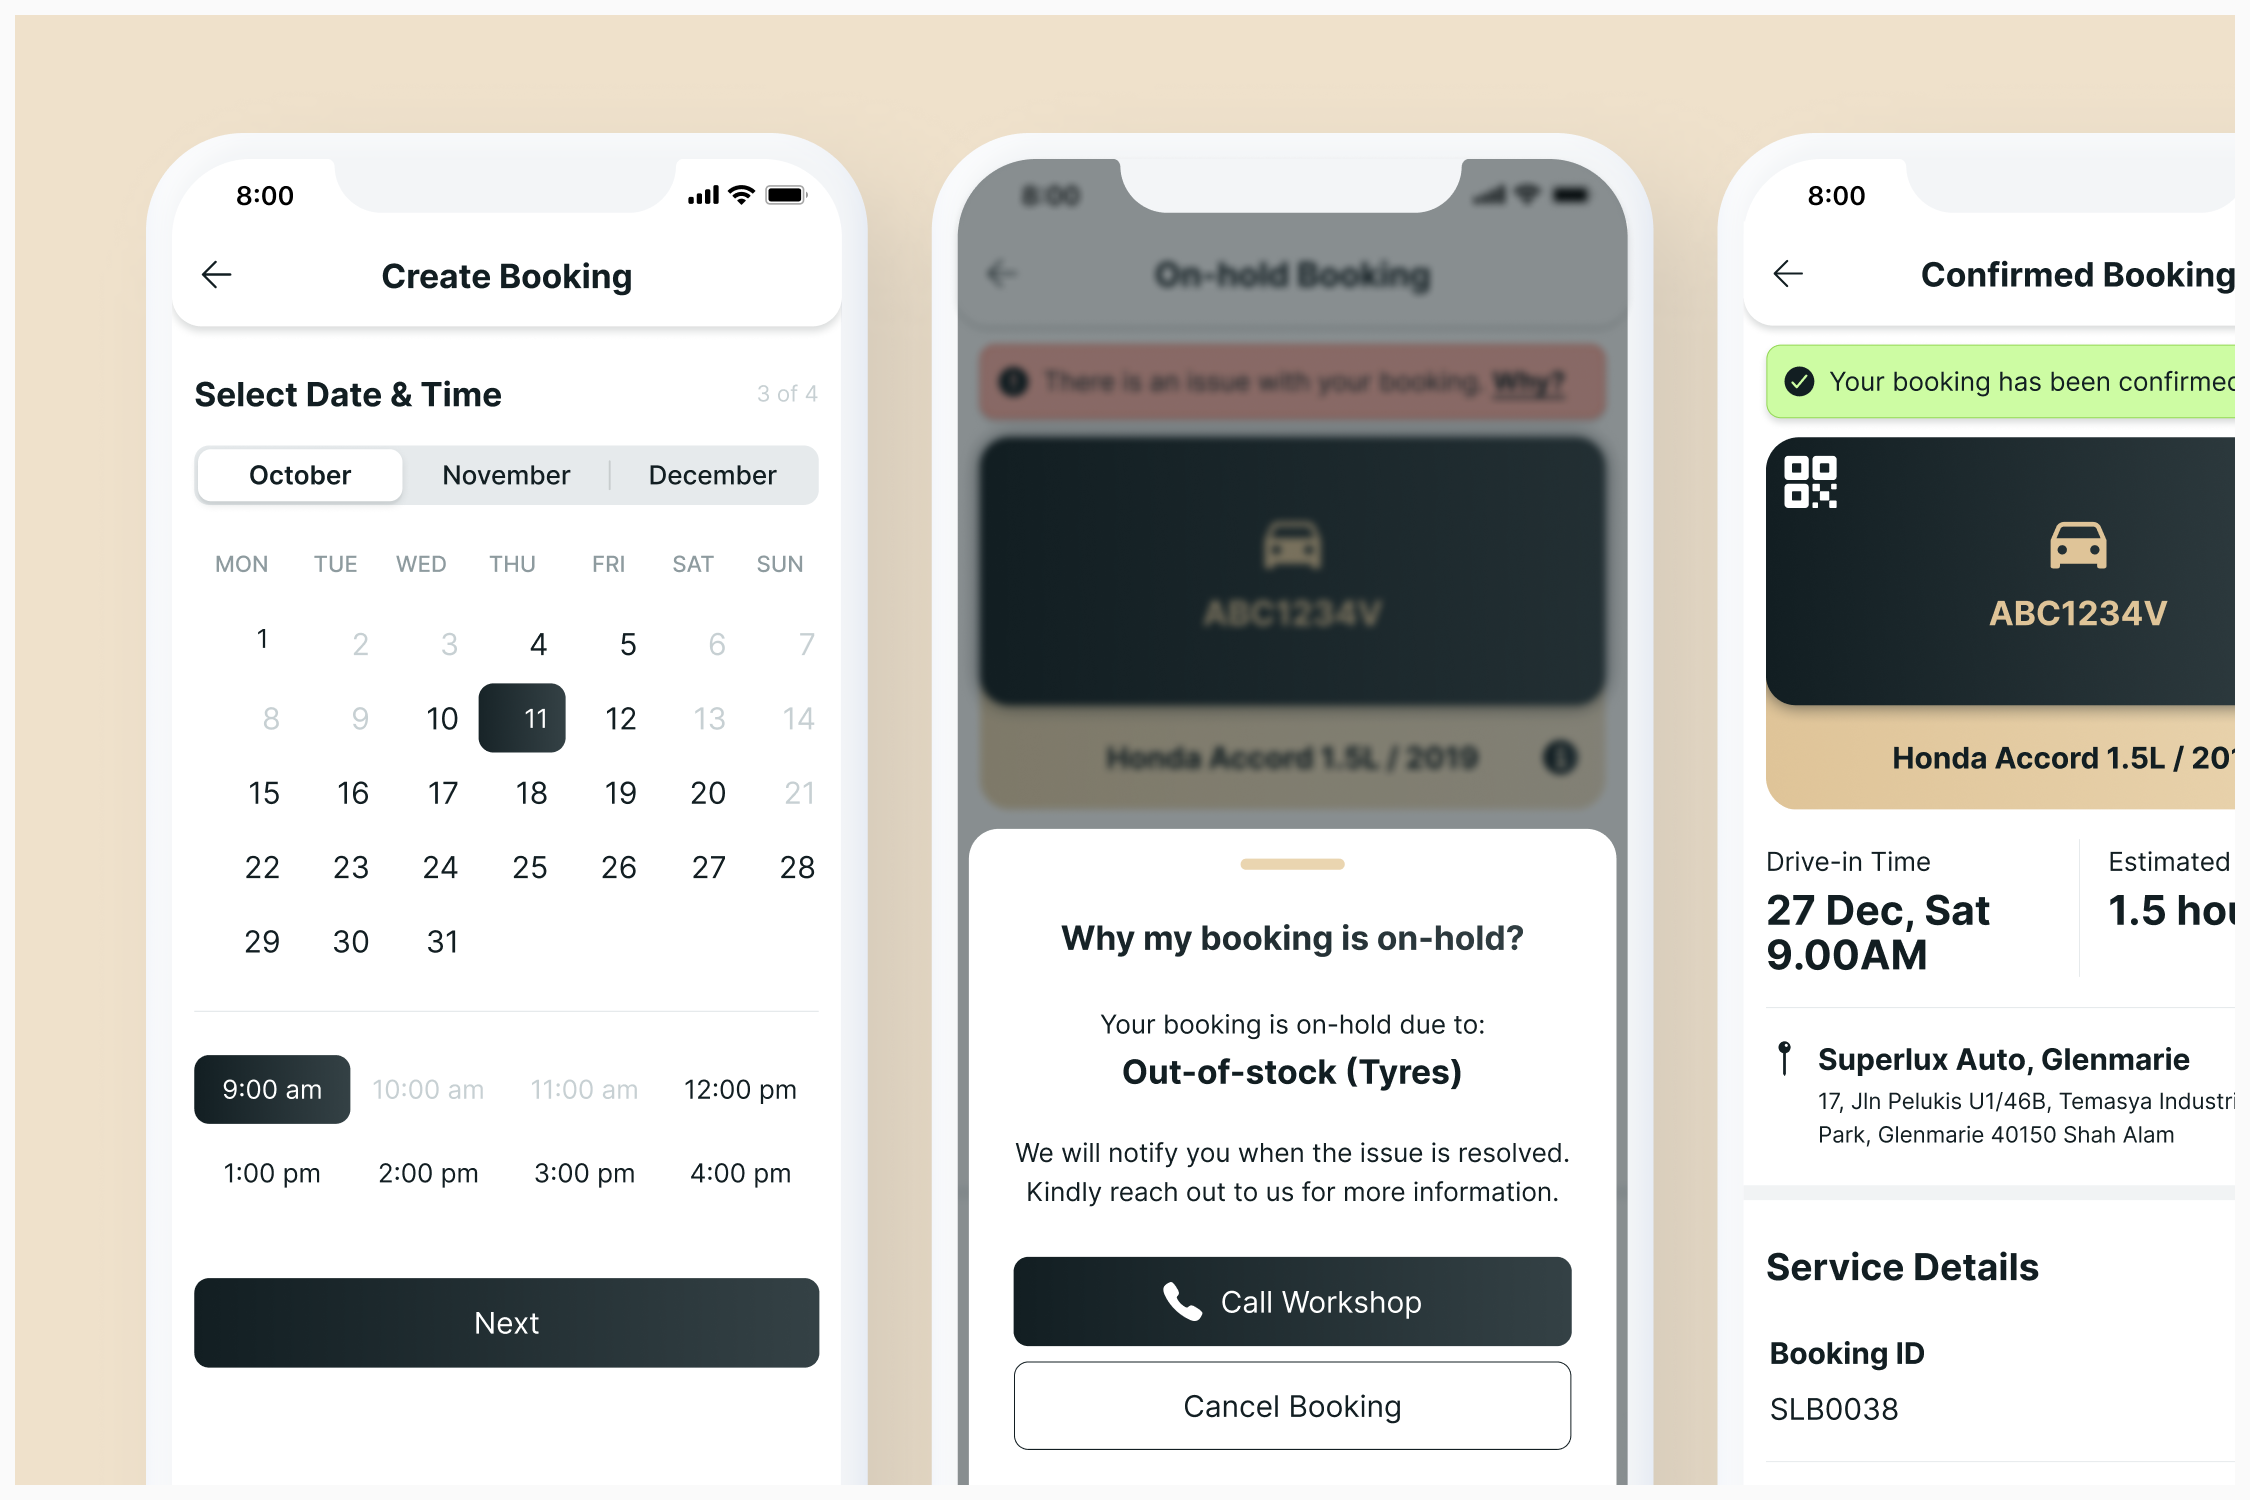 8:00
Create Booking
Select Date & Time
3 of 4
October November December
MON TUE WED THU FRI SAT SUN
1 2 3 4 5 6 7
8 9 10 11 12 13 14
15 16 17 18 19 20 21
22 23 24 25 26 27 28
29 30 31
9:00 am 10:00 am 11:00 am 12:00 pm
1:00 pm 2:00 pm 3:00 pm 4:00 pm
Next
8:00
On-hold Booking
There is an issue with your booking. Why?
ABC1234V
Honda Accord 1.5L / 2019
Why my booking is on-hold?
Your booking is on-hold due to:
Out-of-stock (Tyres)
We will notify you when the issue is resolved.
Kindly reach out to us for more information.
Call Workshop
Cancel Booking
8:00
Confirmed Booking
Your booking has been confirmed
ABC1234V
Honda Accord 1.5L / 201
Drive-in Time
27 Dec, Sat
9.00AM
Estimated
1.5 hou
Superlux Auto, Glenmarie
17, Jln Pelukis U1/46B, Temasya Industri
Park, Glenmarie 40150 Shah Alam
Service Details
Booking ID
SLB0038